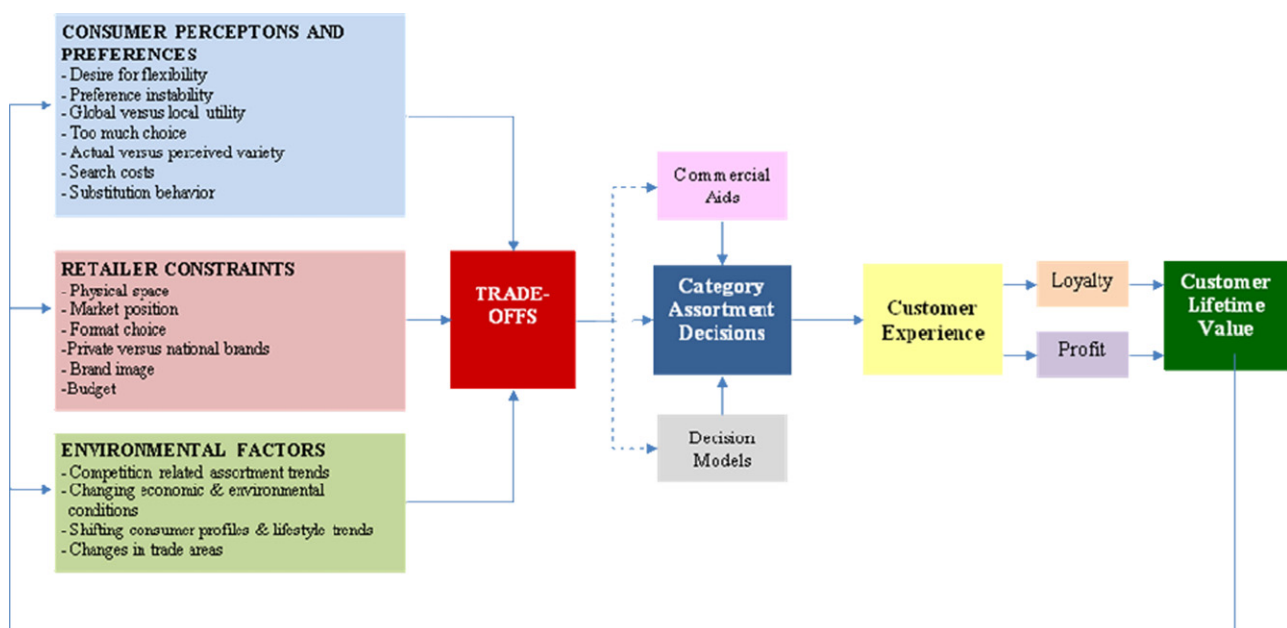 CONSUMER PERCEPTONS AND
PREFERENCES
- Desire for flexibility
- Preference instability
- Global versus local utility
- Too much choice
- Actual versus perceived variety
- Search costs
- Substitution behavior
RETAILER CONSTRAINTS
- Physical space
- Market position
- Format choice
-Private versus national brands
- Brand image
-Budget
ENVIRONMENTAL FACTORS
- Competition related assortment trends
- Changing economic & environmental
conditions
- Shifting consumer profiles & lifestyle trends
- Changes in trade areas
TRADE-
OFFS
Commercial
Aids
Category
Assortment
Decisions
Decision
Models
Customer
Experience
Loyalty
Profit
Customer
Lifetime
Value